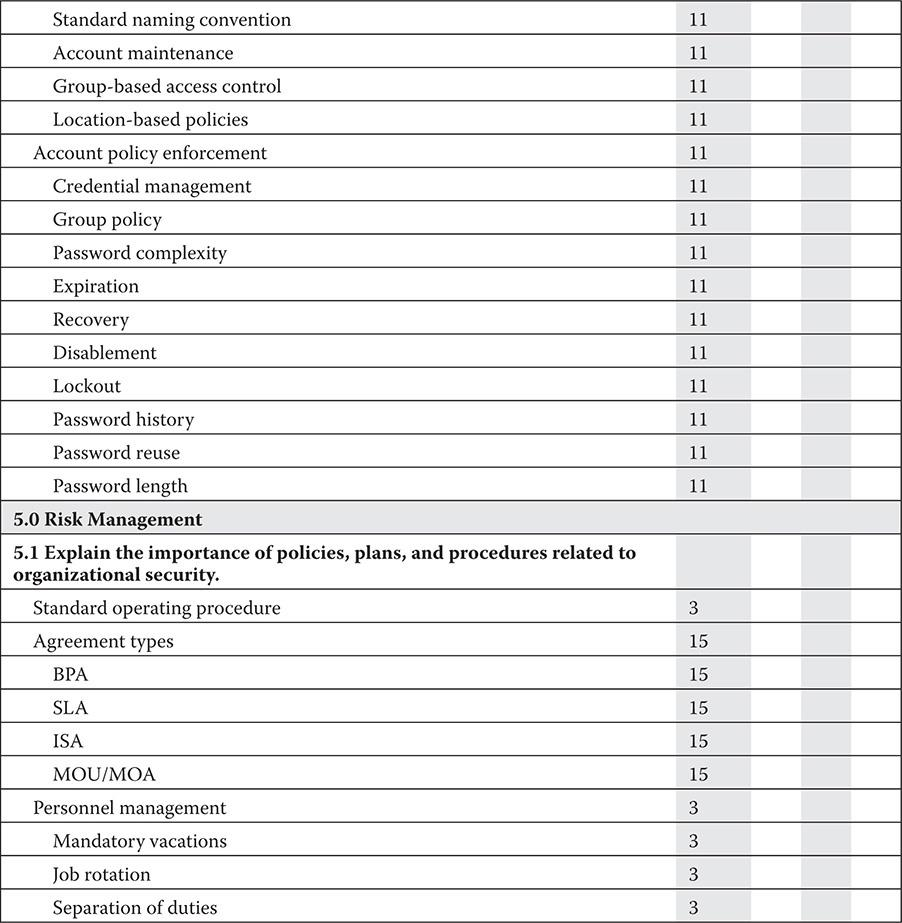 Standard naming convention 11
Account maintenance 11
Group-based access control 11
Location-based policies 11
Account policy enforcement 11
Credential management 11
Group policy 11
Password complexity 11
Expiration 11
Recovery 11
Disablement 11
Lockout 11
Password history 11
Password reuse 11
Password length 11
5.0 Risk Management
5.1 Explain the importance of policies, plans, and procedures related to
organizational security.
Standard operating procedure 3
Agreement types 15
BPA 15
SLA 15
ISA 15
MOU/MOA 15
Personnel management 3
Mandatory vacations 3
Job rotation 3
Separation of duties 3